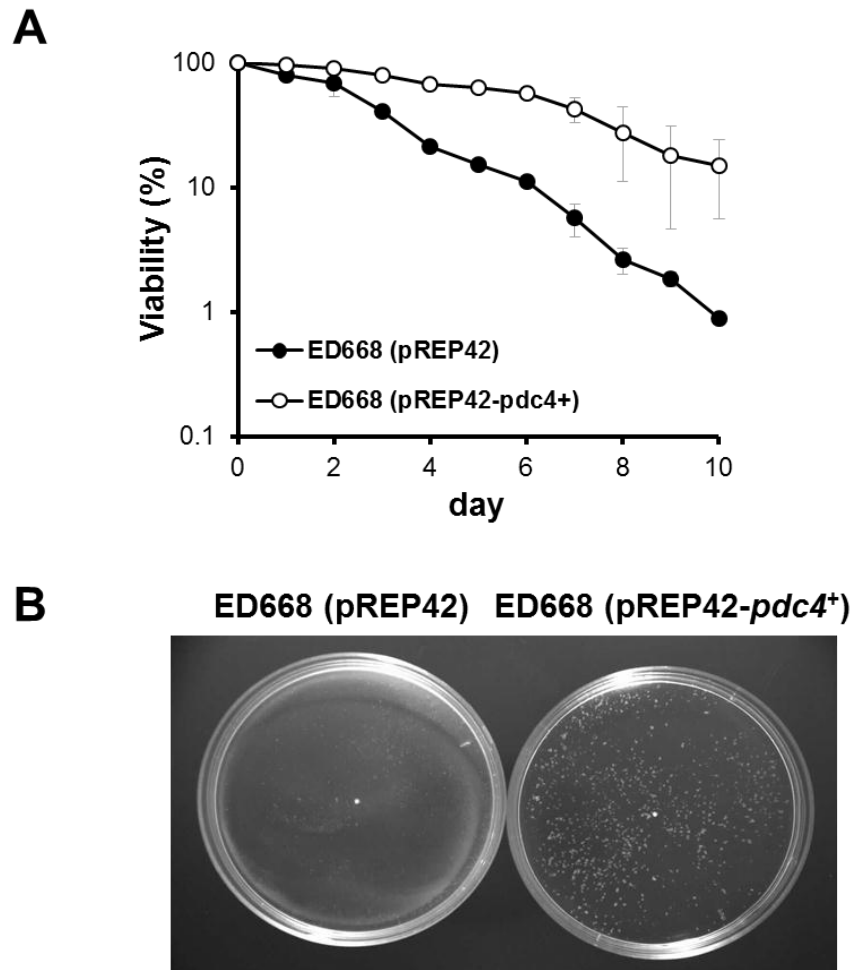 A
100
10
1
0.1
Viability (%)
ED668 (pREP42)
ED668 (pREP42-pdc4+)
0 2 4 6 8 10
day
B
ED668 (pREP42) ED668 (pREP42-pdc4⁺)